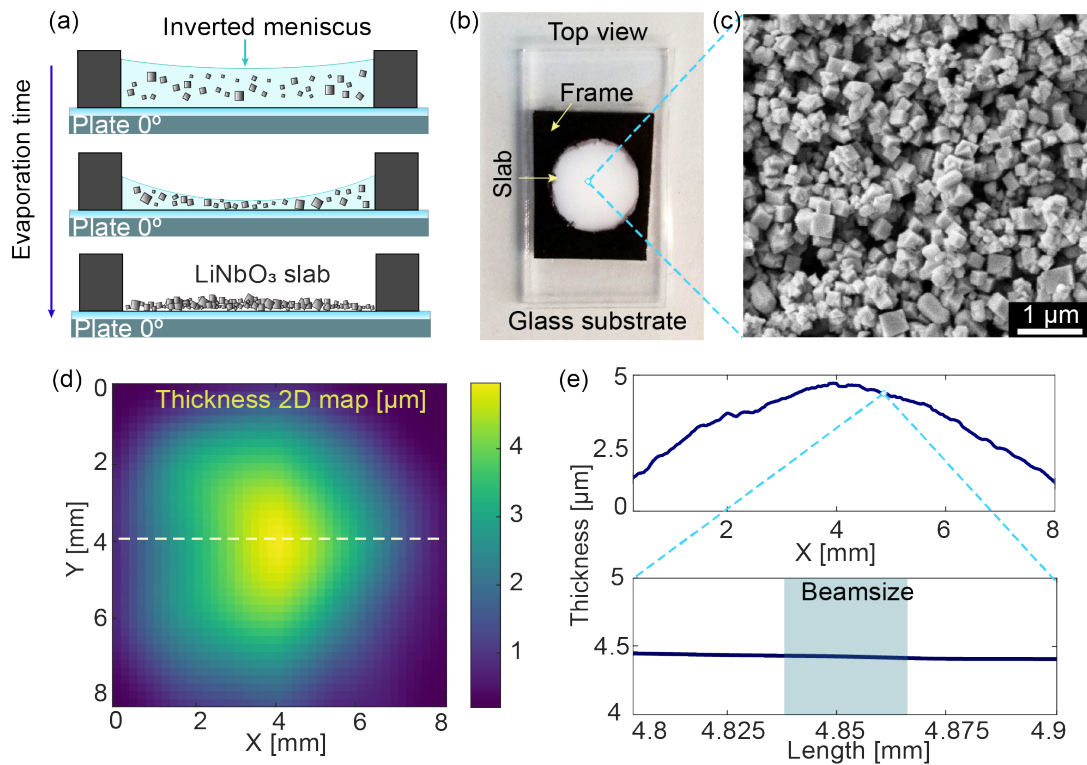 (a)
Inverted meniscus
Evaporation time
Plate 0º
Plate 0º
LiNbO₃ slab
Plate 0º
(b)
Top view
Frame
Slab
Glass substrate
(c)
1 µm
(d)
Thickness 2D map [µm]
0
2
4
6
8
Y [mm]
0 2 4 6 8
X [mm]
4
3
2
1
(e)
5
2.5
0
2 4 6 8
X [mm]
Thickness [µm]
Beamsize
5
4.5
4
4.8 4.825 4.85 4.875 4.9
Length [mm]